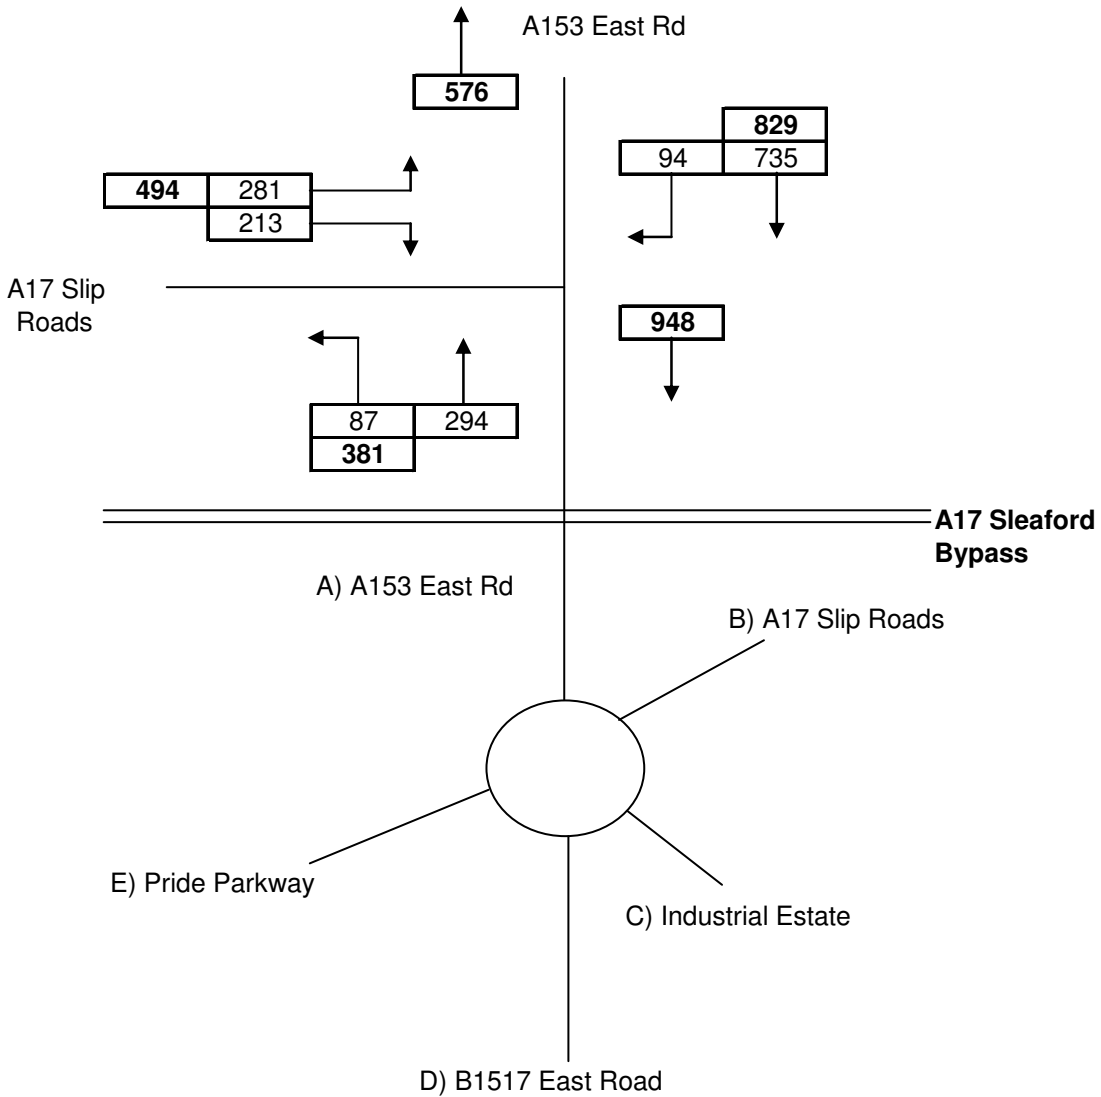 A153 East Rd
576
829
94 735
494 281
213
A17 Slip
Roads
948
87 294
381
A17 Sleaford
Bypass
A) A153 East Rd
B) A17 Slip Roads
E) Pride Parkway
C) Industrial Estate
D) B1517 East Road